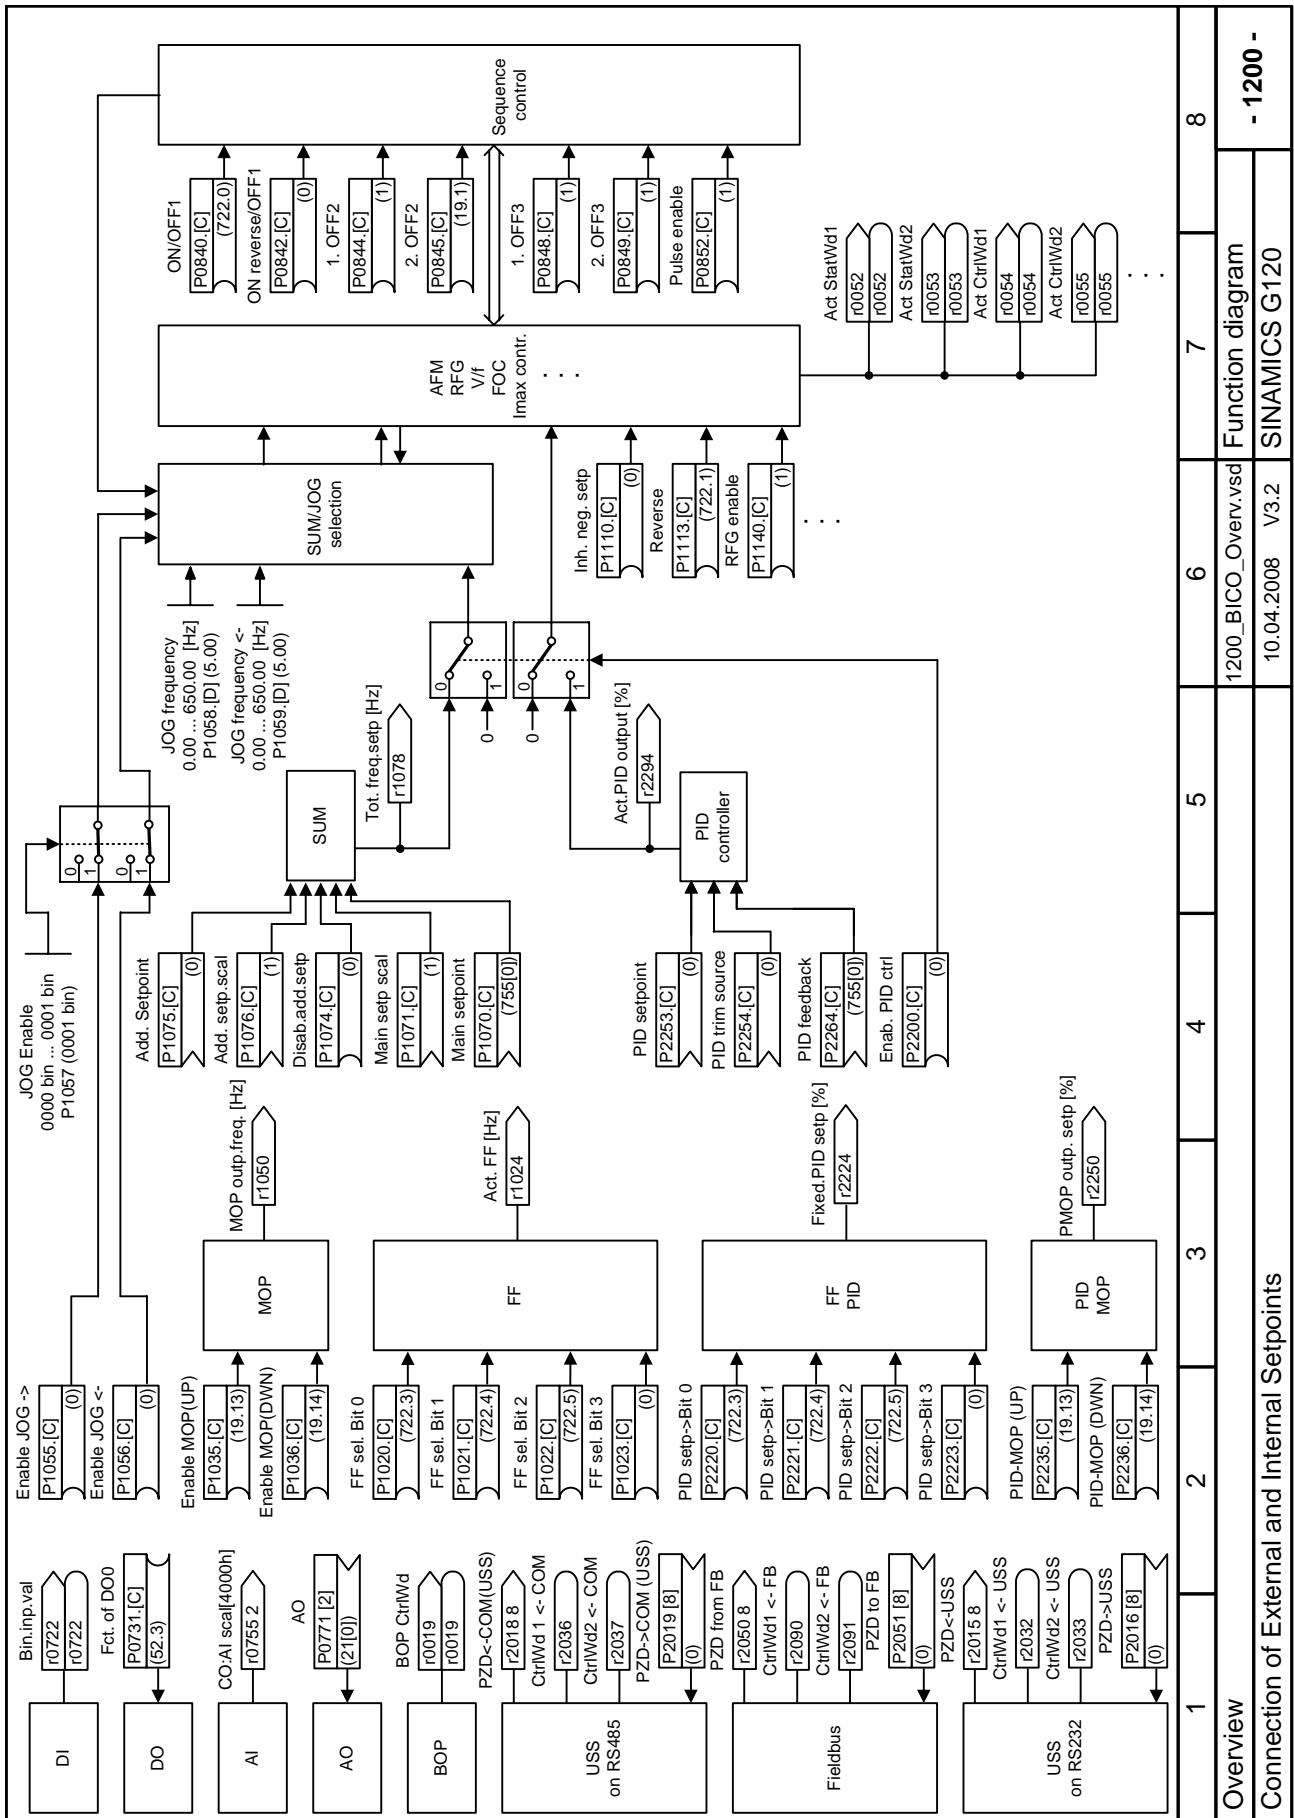 DI
Bin.inp.val
r0722
r0722
DO
Fct. of DO0
P0731.[C]
(52.3)
AI
CO:AI scal[4000h]
r0755 2
AO
AO
P0771 [2]
(21[0])
BOP
BOP CtrlWd
r0019
r0019
USS
on RS485
PZD<-COM(USS)
r2018 8
CtrlWd 1 <- COM
r2036
CtrlWd2 <- COM
r2037
PZD->COM (USS)
P2019 [8]
(0)
Fieldbus
PZD from FB
r2050 8
CtrlWd1 <- FB
r2090
CtrlWd2 <- FB
r2091
PZD to FB
P2051 [8]
(0)
USS
on RS232
PZD<-USS
r2015 8
CtrlWd1 <- USS
r2032
CtrlWd2 <- USS
r2033
PZD->USS
P2016 [8]
(0)
Enable JOG ->
P1055.[C]
(0)
Enable JOG <-
P1056.[C]
(0)
Enable MOP(UP)
P1035.[C]
(19.13)
Enable MOP(DWN)
P1036.[C]
(19.14)
FF sel. Bit 0
P1020.[C]
(722.3)
FF sel. Bit 1
P1021.[C]
(722.4)
FF sel. Bit 2
P1022.[C]
(722.5)
FF sel. Bit 3
P1023.[C]
(0)
PID setp->Bit 0
P2220.[C]
(722.3)
PID setp->Bit 1
P2221.[C]
(722.4)
PID setp->Bit 2
P2222.[C]
(722.5)
PID setp->Bit 3
P2223.[C]
(0)
PID-MOP (UP)
P2235.[C]
(19.13)
PID-MOP (DWN)
P2236.[C]
(19.14)
MOP
MOP outp.freq. [Hz]
r1050
FF
Act. FF [Hz]
r1024
FF
PID
Fixed.PID setp [%]
r2224
PID
MOP
PMOP outp. setp [%]
r2250
JOG Enable
0000 bin ... 0001 bin
P1057 (0001 bin)
Add. Setpoint
P1075.[C]
(0)
Add. setp.scal
P1076.[C]
(1)
Disab.add.setp
P1074.[C]
(0)
Main setp scal
P1071.[C]
(1)
Main setpoint
P1070.[C]
(755[0])
PID setpoint
P2253.[C]
(0)
PID trim source
P2254.[C]
(0)
PID feedback
P2264.[C]
(755[0])
Enab. PID ctrl
P2200.[C]
(0)
0
1
0
1
SUM
Tot. freq.setp [Hz]
r1078
PID
controller
Act.PID output [%]
r2294
JOG frequency
0.00 ... 650.00 [Hz]
P1058.[D] (5.00)
JOG frequency <-
0.00 ... 650.00 [Hz]
P1059.[D] (5.00)
0
1
0
0
1
0
SUM/JOG
selection
Inh. neg. setp
P1110.[C]
(0)
Reverse
P1113.[C]
(722.1)
RFG enable
P1140.[C]
(1)
. . .
AFM
RFG
V/f
FOC
Imax contr.
. . .
Act StatWd1
r0052
r0052
Act StatWd2
r0053
r0053
Act CtrlWd1
r0054
r0054
Act CtrlWd2
r0055
r0055
. . .
ON/OFF1
P0840.[C]
(722.0)
ON reverse/OFF1
P0842.[C]
(0)
1. OFF2
P0844.[C]
(1)
2. OFF2
P0845.[C]
(19.1)
1. OFF3
P0848.[C]
(1)
2. OFF3
P0849.[C]
(1)
Pulse enable
P0852.[C]
(1)
Sequence
control
1 2 3 4 5 6 7 8
Overview 1200_BICO_Overv.vsd Function diagram
- 1200 -
Connection of External and Internal Setpoints 10.04.2008 V3.2 SINAMICS G120